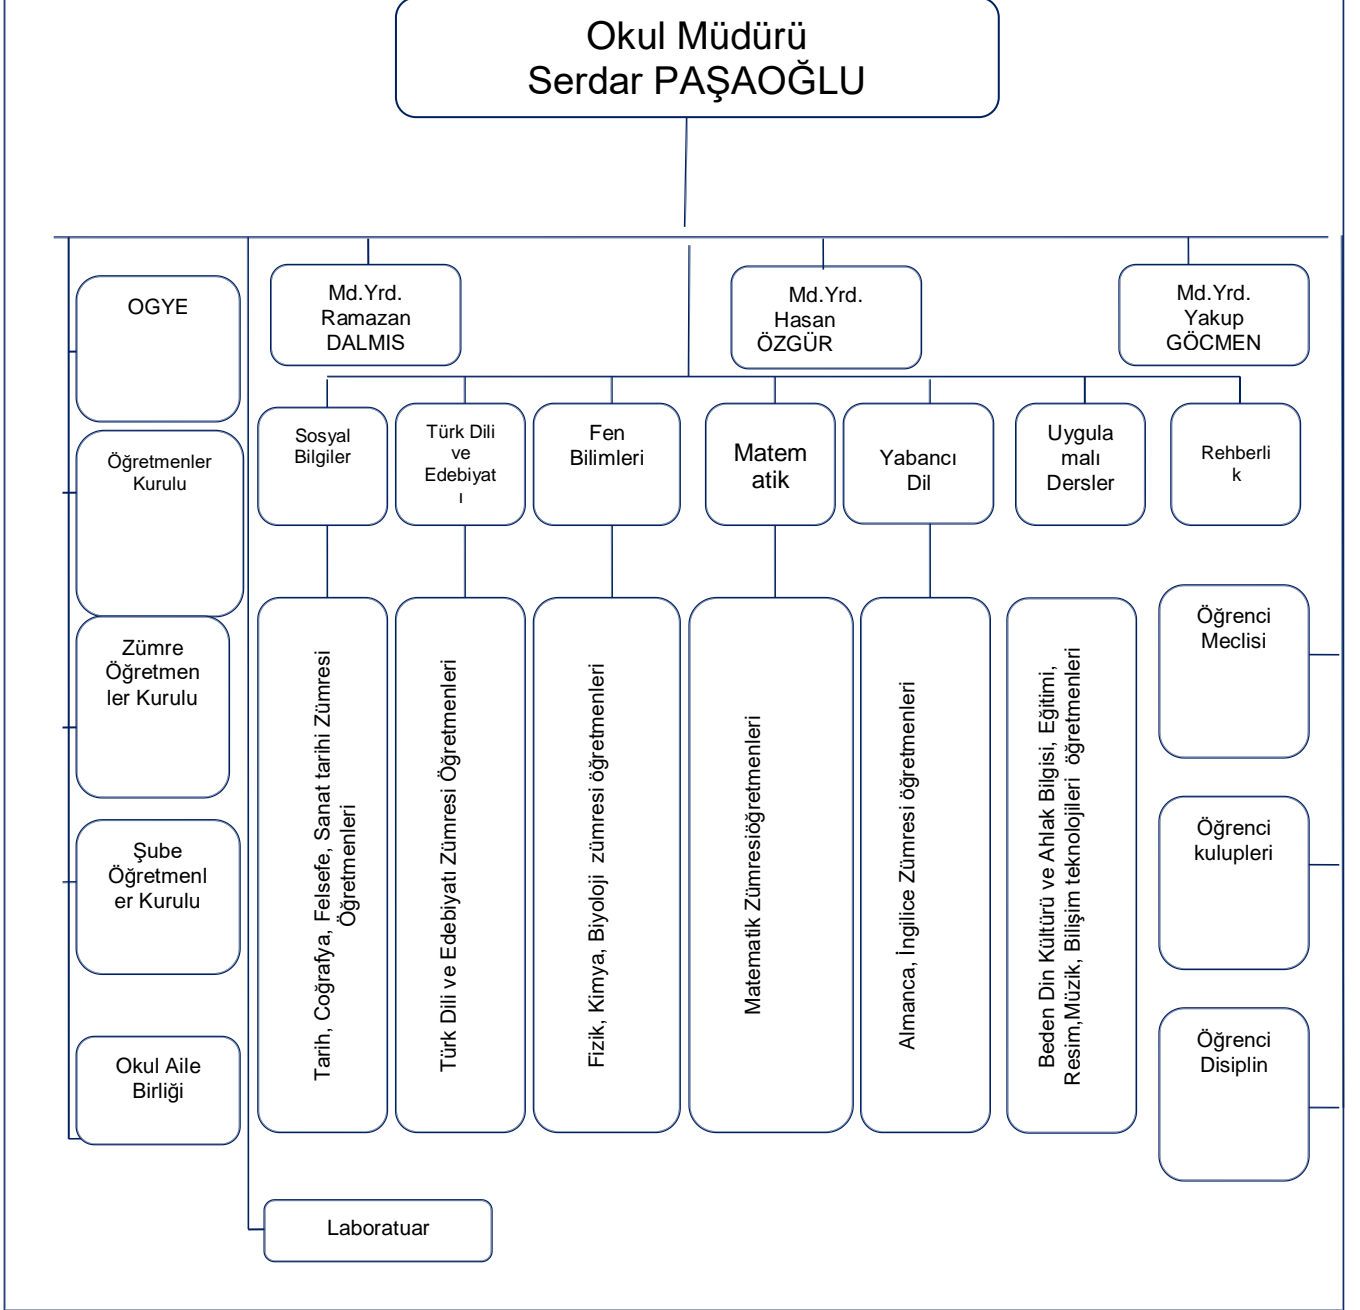 Okul Müdürü
Serdar PAŞAOĞLU
OGYE
Md.Yrd.
Ramazan
DALMIS
Md.Yrd.
Hasan
ÖZGÜR
Md.Yrd.
Yakup
GÖCMEN
Öğretmenler
Kurulu
Sosyal
Bilgiler
Türk Dili
ve
Edebiyat
ı
Fen
Bilimleri
Matem
atik
Yabancı
Dil
Uygula
malı
Dersler
Rehberli
k
Zümre
Öğretmen
ler Kurulu
Şube
Öğretmenl
er Kurulu
Okul Aile
Birliği
Tarih, Coğrafya, Felsefe, Sanat tarihi Zümresi
Öğretmenleri
Türk Dili ve Edebiyatı Zümresi Öğretmenleri
Fizik, Kimya, Biyoloji zümresi öğretmenleri
Matematik Zümresiöğretmenleri
Almanca, İngilice Zümresi öğretmenleri
Beden Din Kültürü ve Ahlak Bilgisi, Eğitimi,
Resim,Müzik, Bilişim teknolojileri öğretmenleri
Öğrenci
Meclisi
Öğrenci
kulupleri
Öğrenci
Disiplin
Laboratuar